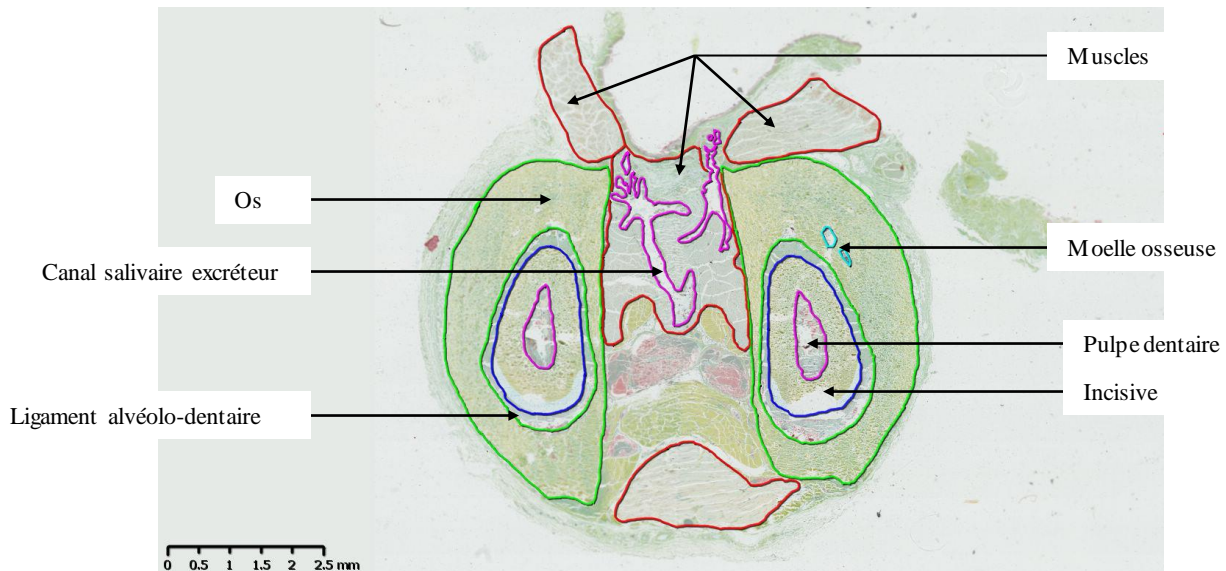 Muscles
Os
Canal salivaire excréteur
Moelle osseuse
Pulpe dentaire
Incisive
Ligament alvéolo-dentaire
0 0.5 1 1.5 2 2.5 mm